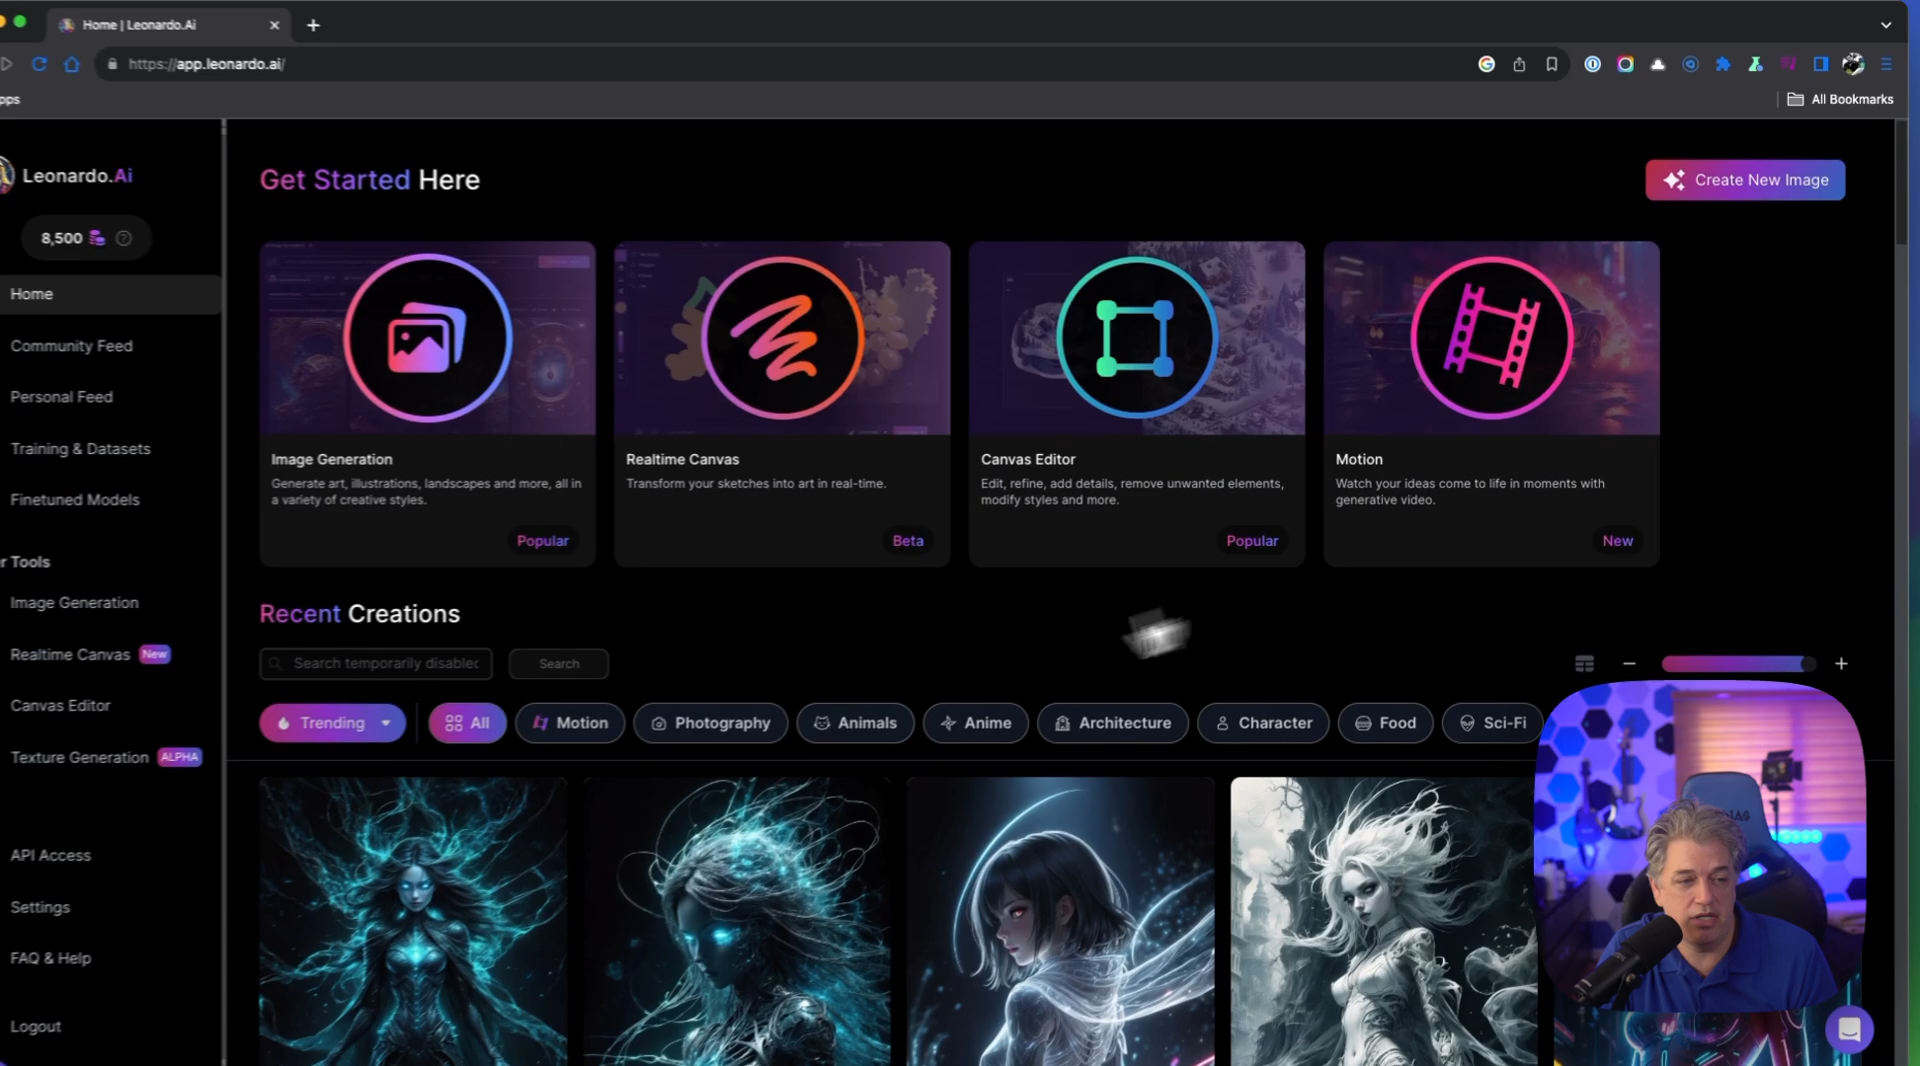 Home | Leonardo.Ai
https://app.leonardo.ai/
All Bookmarks
Leonardo.Ai
8,500
Home
Community Feed
Personal Feed
Training & Datasets
Finetuned Models
Image Generation
Realtime Canvas New
Canvas Editor
Texture Generation ALPHA
API Access
Settings
FAQ & Help
Logout
Get Started Here
Create New Image
Image Generation
Generate art, illustrations, landscapes and more, all in
a variety of creative styles.
Popular
Realtime Canvas
Transform your sketches into art in real-time.
Beta
Canvas Editor
Edit, refine, add details, remove unwanted elements,
modify styles and more.
Popular
Motion
Watch your ideas come to life in moments with
generative video.
New
Recent Creations
Search temporarily disabled
Search
Trending All Motion Photography Animals Anime Architecture Character Food Sci-Fi